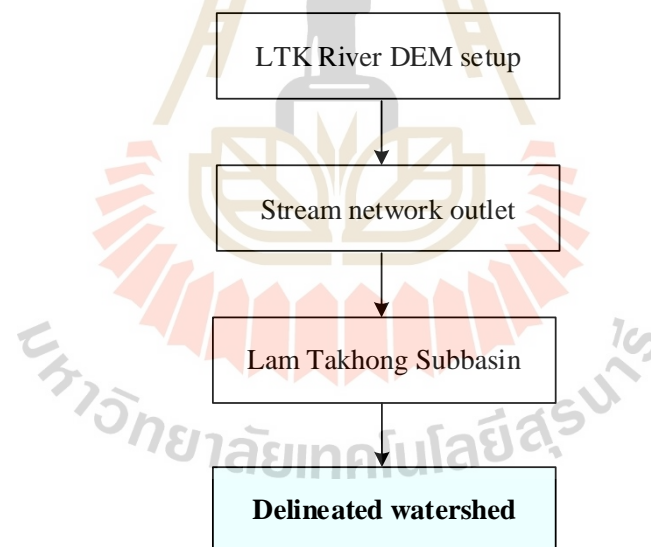 LTK River DEM setup
Stream network outlet
Lam Takhong Subbasin
Delineated watershed
มหาวิทยาลัยเทคโนโลยีสุรนารี